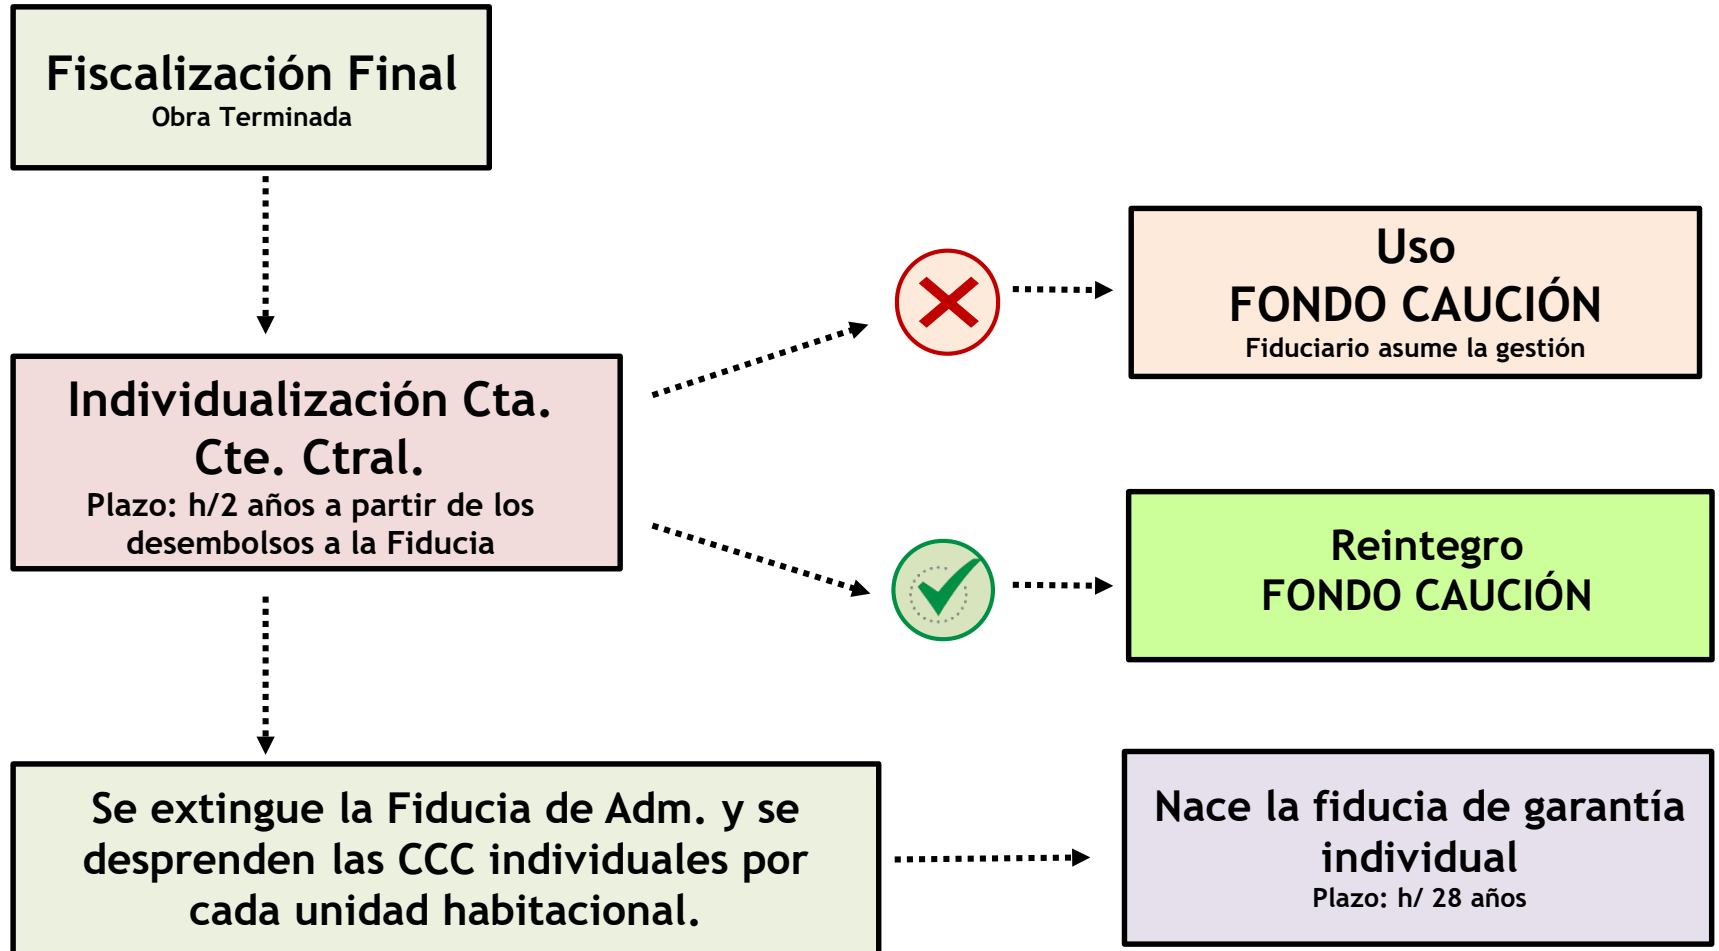 Fiscalización Final
Obra Terminada
Uso
FONDO CAUCIÓN
Fiduciario asume la gestión
Individualización Cta.
Cte. Ctral.
Plazo: h/2 años a partir de los
desembolsos a la Fiducia
Reintegro
FONDO CAUCIÓN
Se extingue la Fiducia de Adm. y se
desprenden las CCC individuales por
cada unidad habitacional.
Nace la fiducia de garantía
individual
Plazo: h/ 28 años